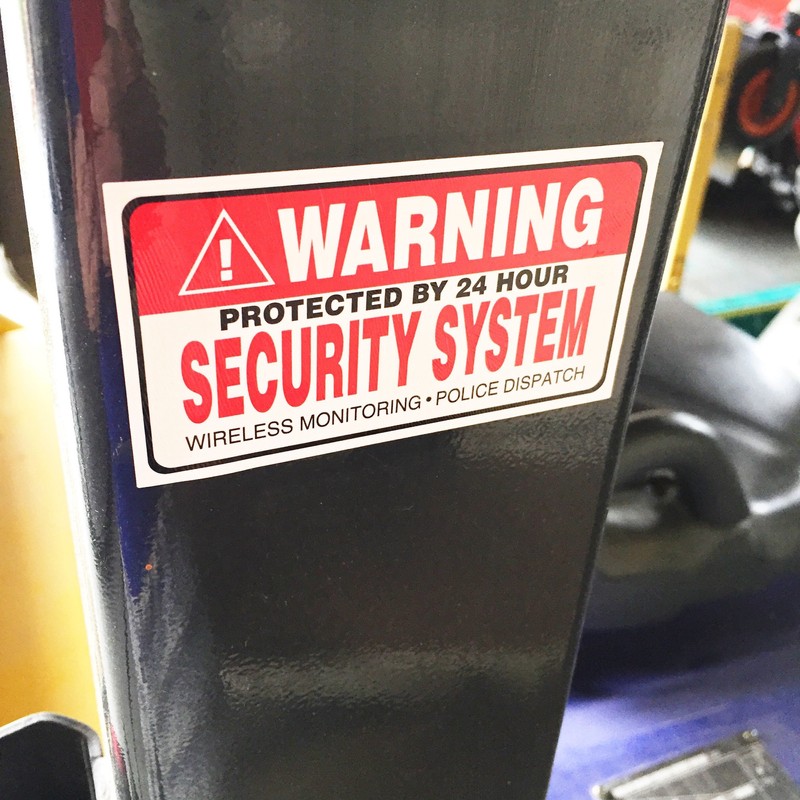 ! WARNING
PROTECTED BY 24 HOUR
SECURITY SYSTEM
WIRELESS MONITORING • POLICE DISPATCH